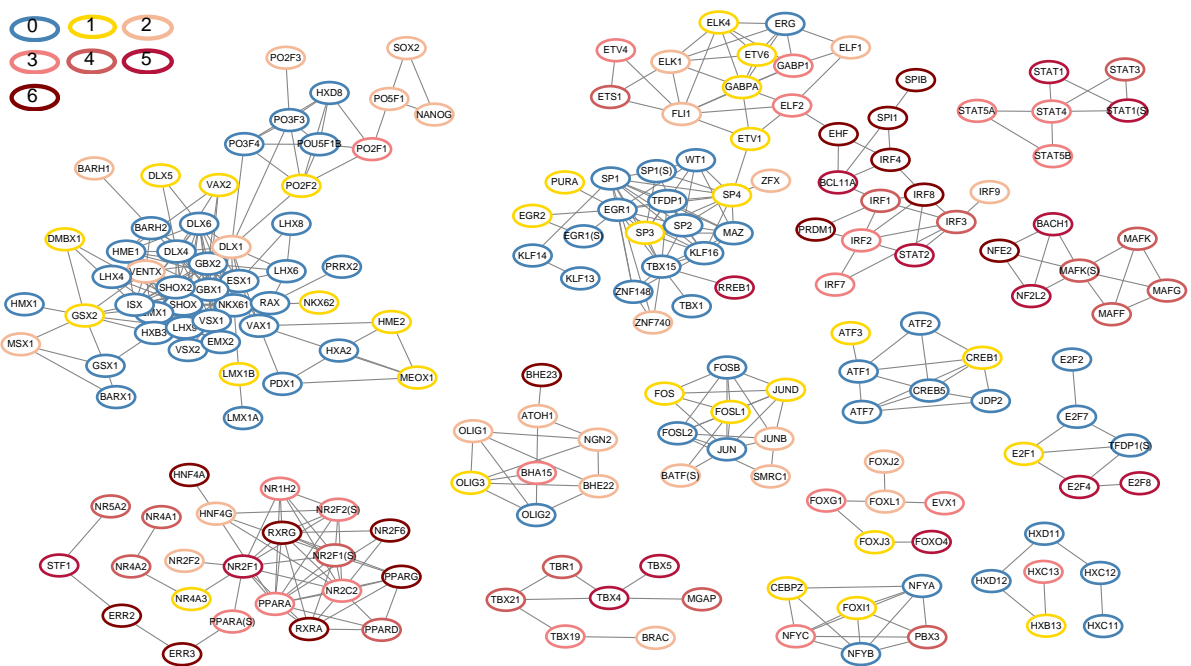 0 1 2
3 4 5
6
SOX2
PO2F3
PO5F1
NANOG
HXD8
PO3F3
PO3F4
POU5F1B
PO2F1
PO2F2
BARH1
DLX5
VAX2
BARH2
DLX6
LHX8
DMBX1
HME1
DLX4
DLX1
GBX2
LHX4
VENTX
LHX6
PRRX2
ESX1
SHOX2
GBX1
HMX1
ISX
SHOX
NKX61
RAX
NKX62
GSX2
VSX1
VAX1
HME2
HXB3
EMX2
VSX2
HXA2
MSX1
GSX1
LMX1B
PDX1
MEOX1
BARX1
LMX1A
ELK4
ERG
ETV4
ETV6
ELF1
ELK1
GABP1
GABPA
ETS1
FLI1
ELF2
ETV1
SPIB
SPI1
EHF
IRF4
BCL11A
IRF8
IRF9
IRF1
IRF3
PRDM1
IRF2
STAT2
IRF7
STAT1
STAT3
STAT5A
STAT4
STAT1(S)
STAT5B
WT1
SP1(S)
PURA
SP1
ZFX
SP4
TFDP1
EGR2
EGR1
SP2
EGR1(S)
SP3
MAZ
KLF14
KLF16
TBX15
KLF13
ZNF148
RREB1
TBX1
ZNF740
BACH1
NFE2
MAFK
MAFK(S)
NF2L2
MAFG
MAFF
ATF3
ATF2
CREB1
ATF1
CREB5
ATF7
JDP2
E2F2
E2F7
TFDP1(S)
E2F1
E2F4
E2F8
FOSB
FOS
JUND
FOSL1
FOSL2
JUNB
JUN
BATF(S)
SMRC1
BHE23
ATOH1
OLIG1
NGN2
BHA15
OLIG3
BHE22
OLIG2
FOXJ2
FOXG1
FOXL1
EVX1
FOXJ3
FOXO4
HNF4A
NR1H2
NR5A2
NR4A1
HNF4G
NR2F2(S)
RXRG
NR2F6
NR2F1(S)
STF1
NR4A2
NR2F2
NR2F1
PPARG
NR2C2
NR4A3
PPARA
ERR2
PPARA(S)
RXRA
PPARD
ERR3
TBR1
TBX5
TBX21
TBX4
MGAP
TBX19
BRAC
CEBPZ
NFYA
FOXI1
NFYC
PBX3
NFYB
HXD11
HXD12
HXC13
HXC12
HXB13
HXC11